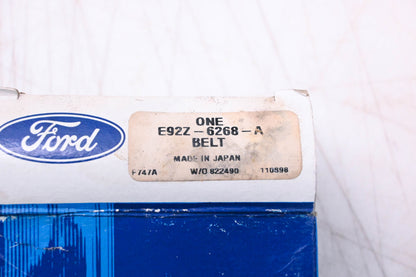 Ford
ONE
E92Z-6268-A
BELT
MADE IN JAPAN
F747A W/O 822490 110598